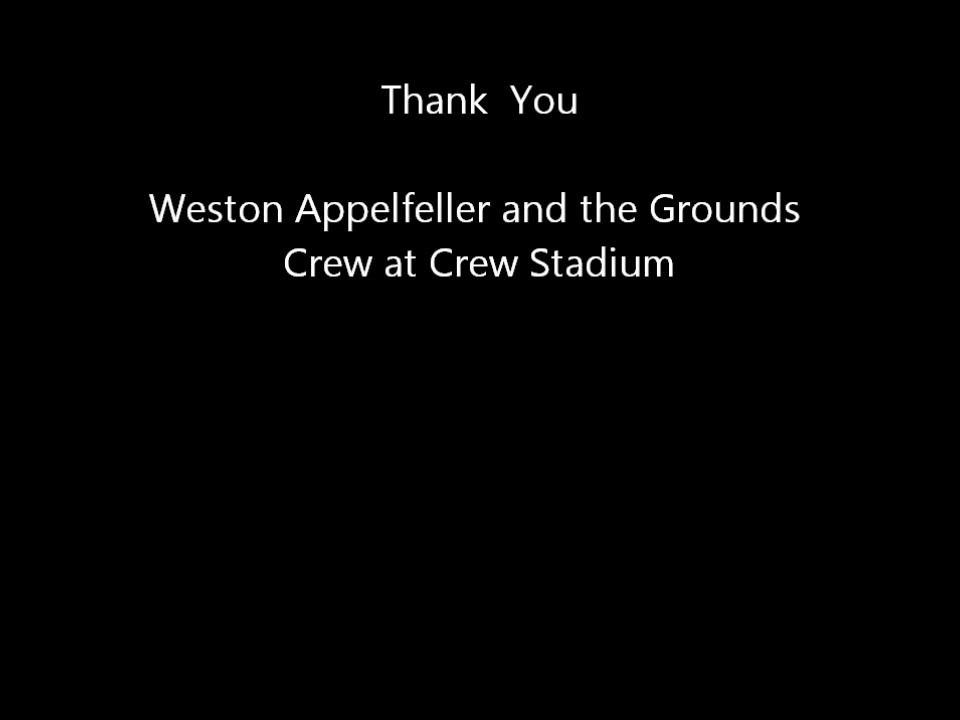 Thank  You
Weston Appelfeller and the Grounds
Crew at Crew Stadium